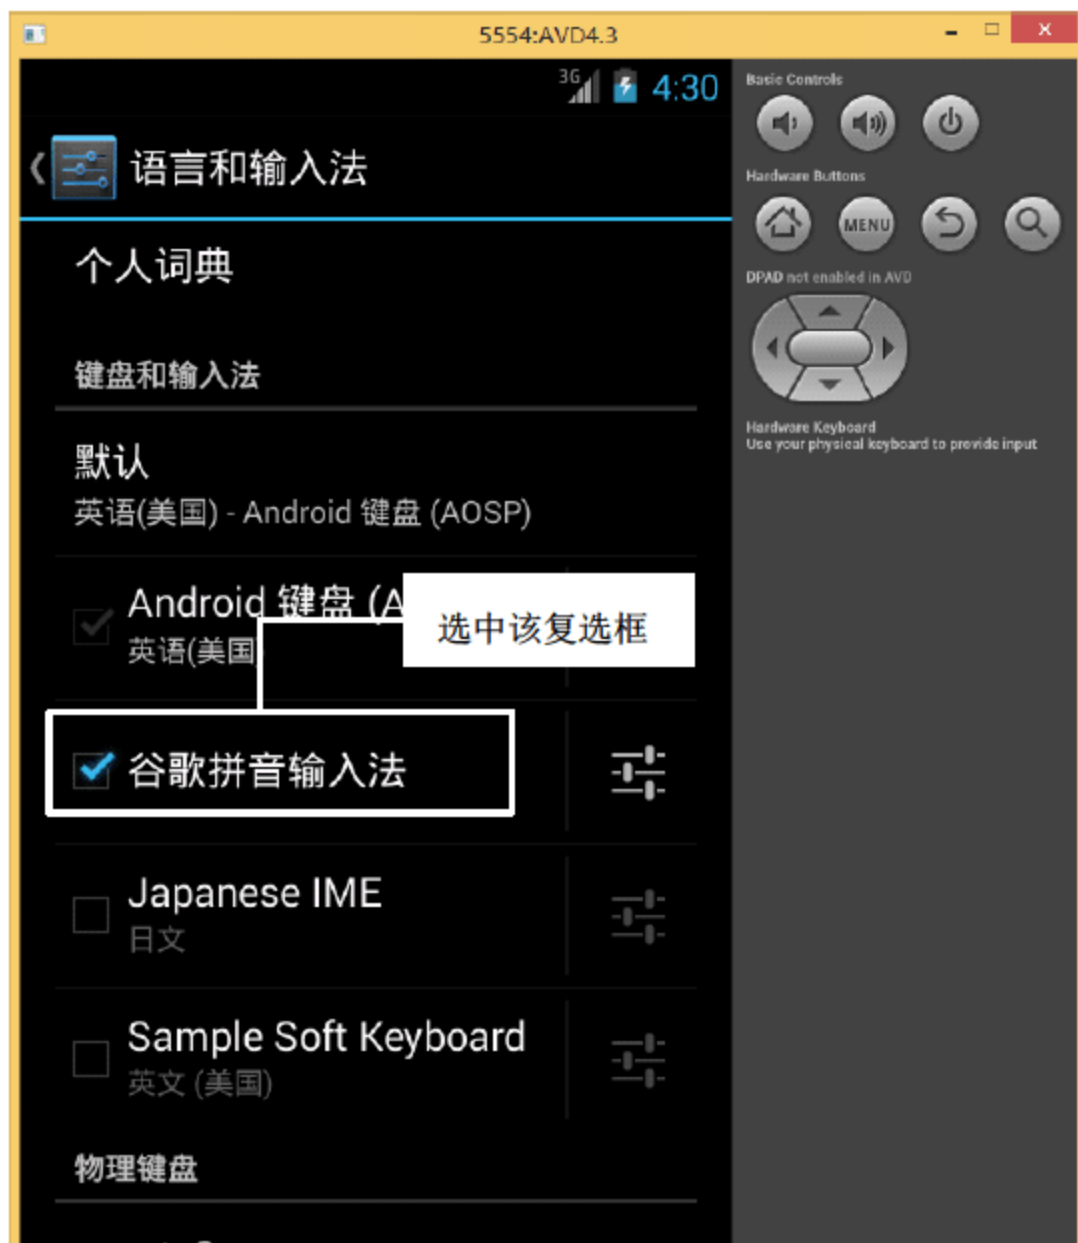 5554:AVD4.3
3G 4:30
语言和输入法
个人词典
键盘和输入法
默认
英语(美国) - Android 键盘 (AOSP)
Android 键盘 (A
英语(美国)
选中该复选框
谷歌拼音输入法
Japanese IME
日文
Sample Soft Keyboard
英文 (美国)
物理键盘
Basic Controls
Hardware Buttons
MENU
DPAD not enabled in AVD
Hardware Keyboard
Use your physical keyboard to provide input